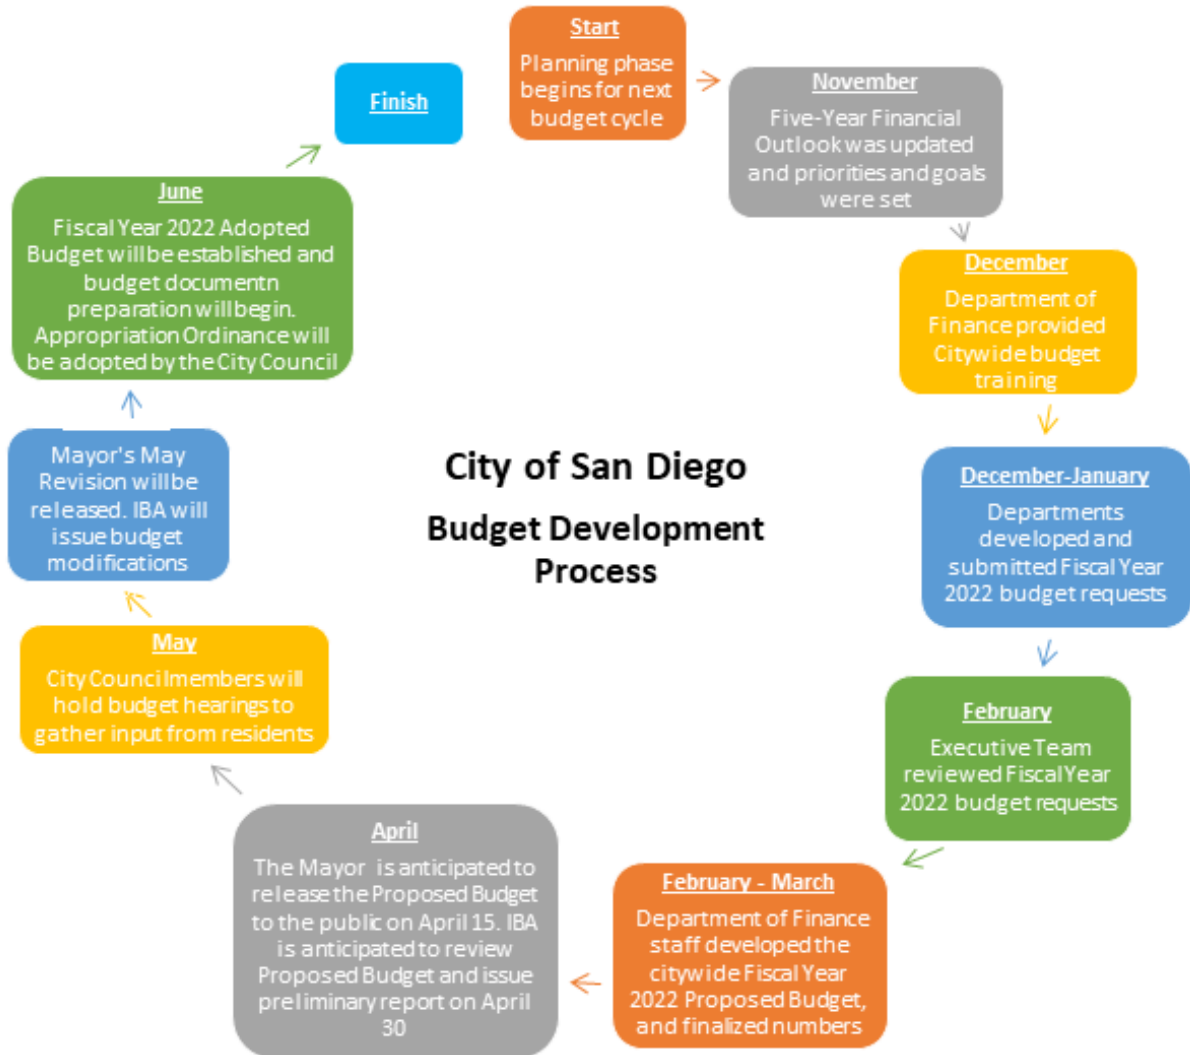 Start
Planning phase
begins for next
budget cycle
November
Five-Year Financial
Outlook was updated
and priorities and goals
were set
December
Department of
Finance provided
Citywide budget
training
December-January
Departments
developed and
submitted Fiscal Year
2022 budget requests
February
Executive Team
reviewed Fiscal Year
2022 budget requests
February - March
Department of Finance
staff developed the
citywide Fiscal Year
2022 Proposed Budget,
and finalized numbers
April
The Mayor is anticipated to
release the Proposed Budget
to the public on April 15. IBA
is anticipated to review
Proposed Budget and issue
preliminary report on April
30
May
City Councilmembers will
hold budget hearings to
gather input from residents
Mayor's May
Revision will be
released. IBA will
issue budget
modifications
June
Fiscal Year 2022 Adopted
Budget will be established and
budget documentn
preparation will begin.
Appropriation Ordinance will
be adopted by the City Council
Finish
City of San Diego
Budget Development
Process